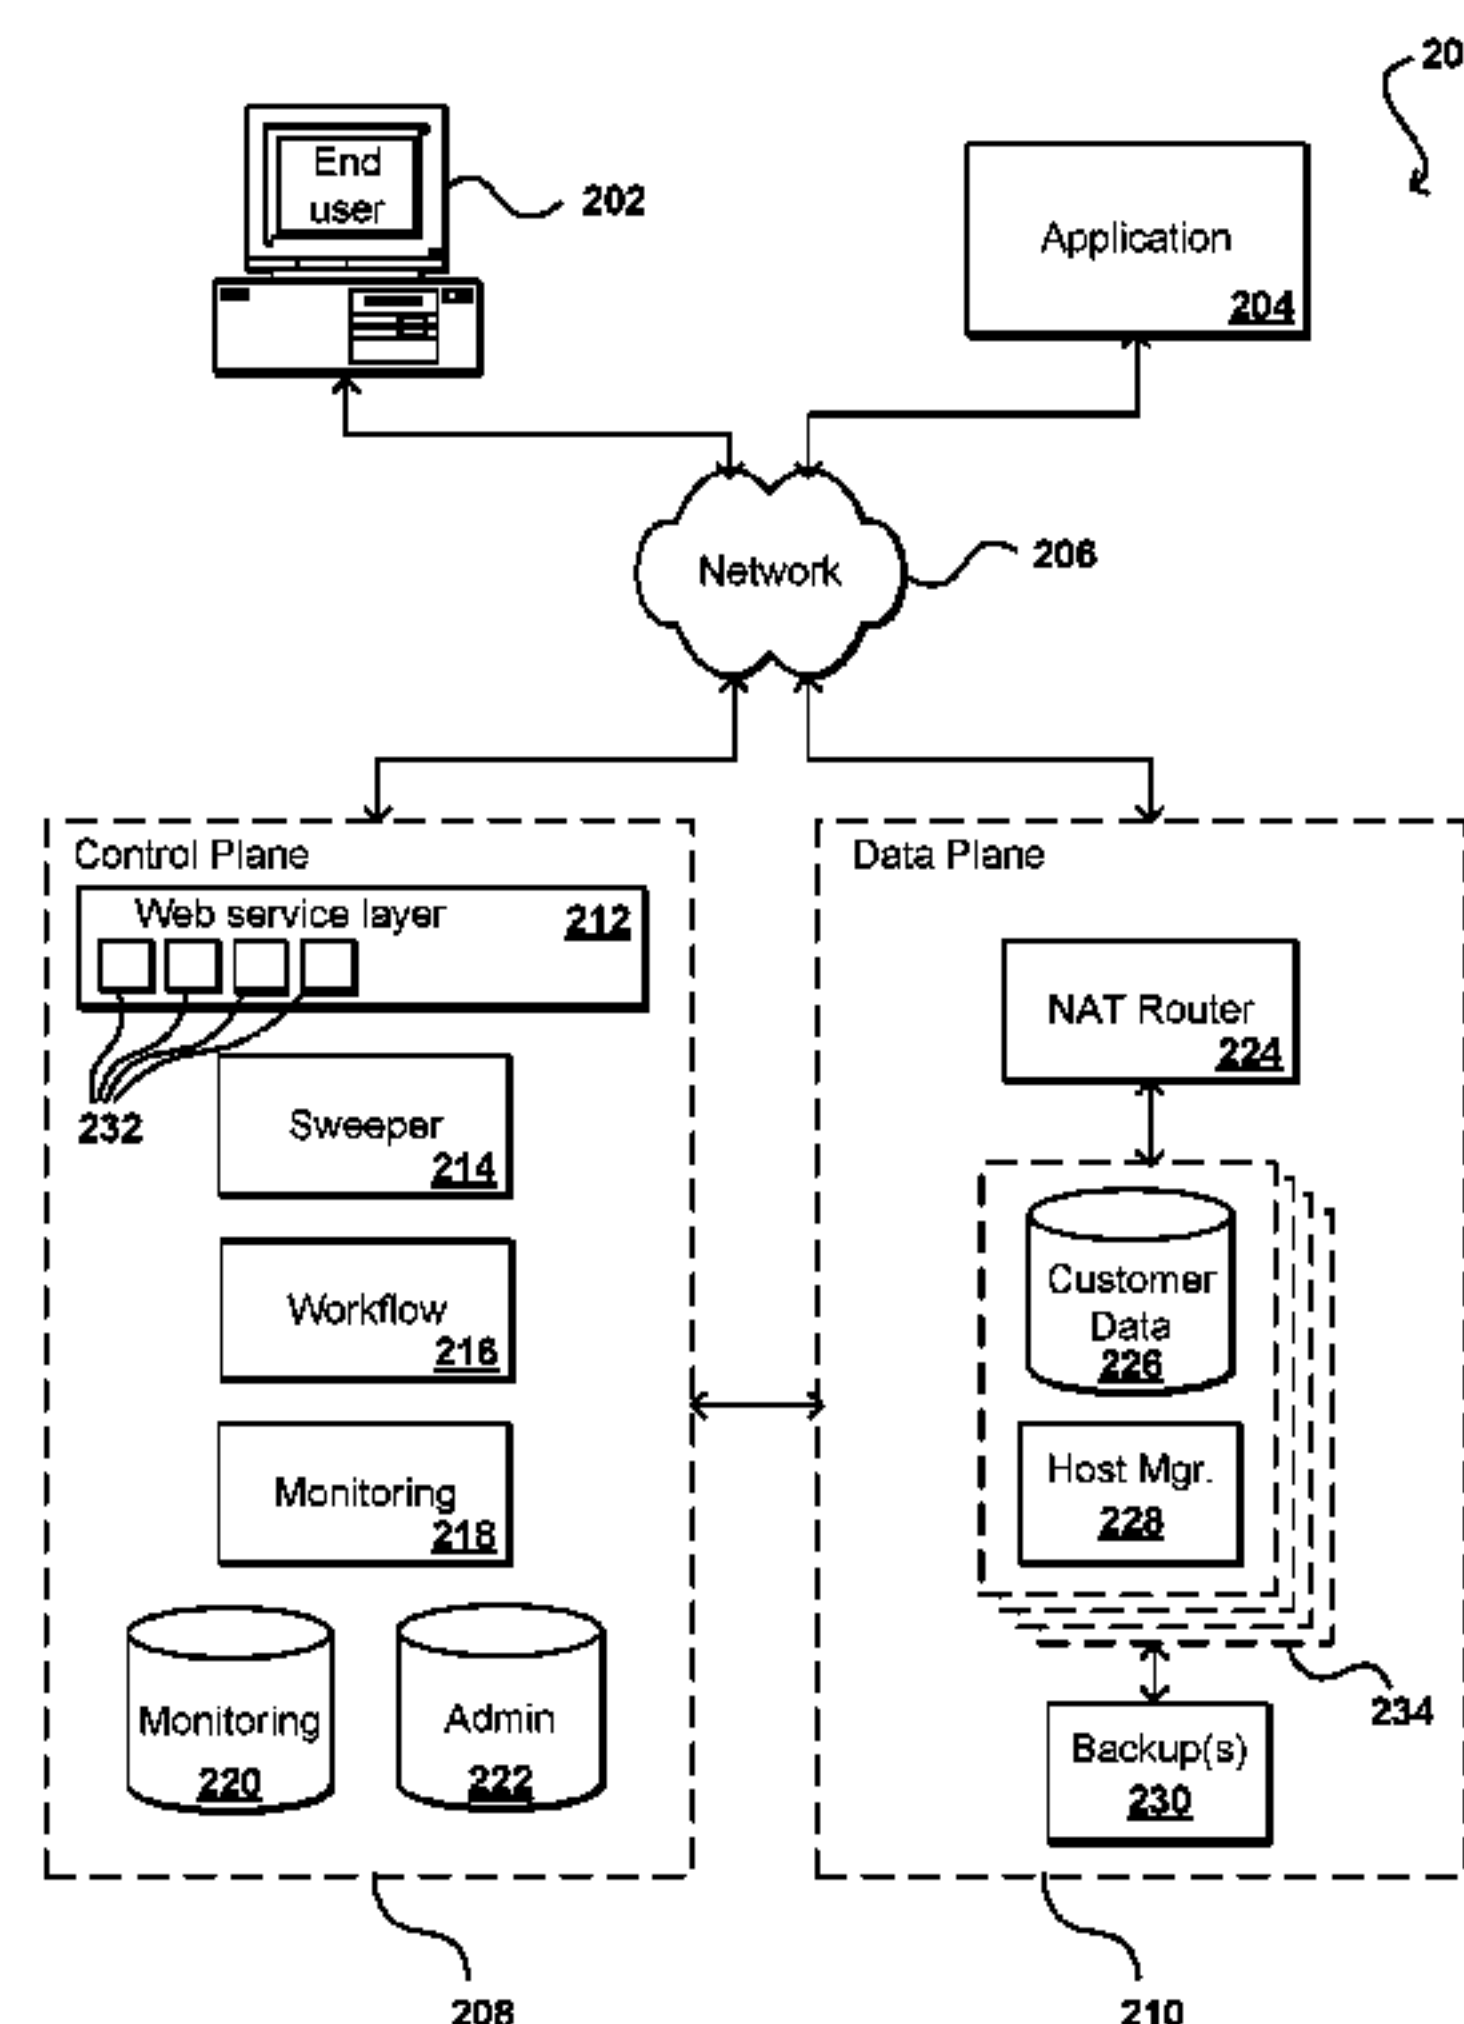 20
End
user
202
Application
204
Network
206
Control Plane
Web service layer
212
232
Sweeper
214
Workflow
216
Monitoring
218
Monitoring
220
Admin
222
208
Data Plane
NAT Router
224
Customer
Data
226
Host Mgr.
228
234
Backup(s)
230
210